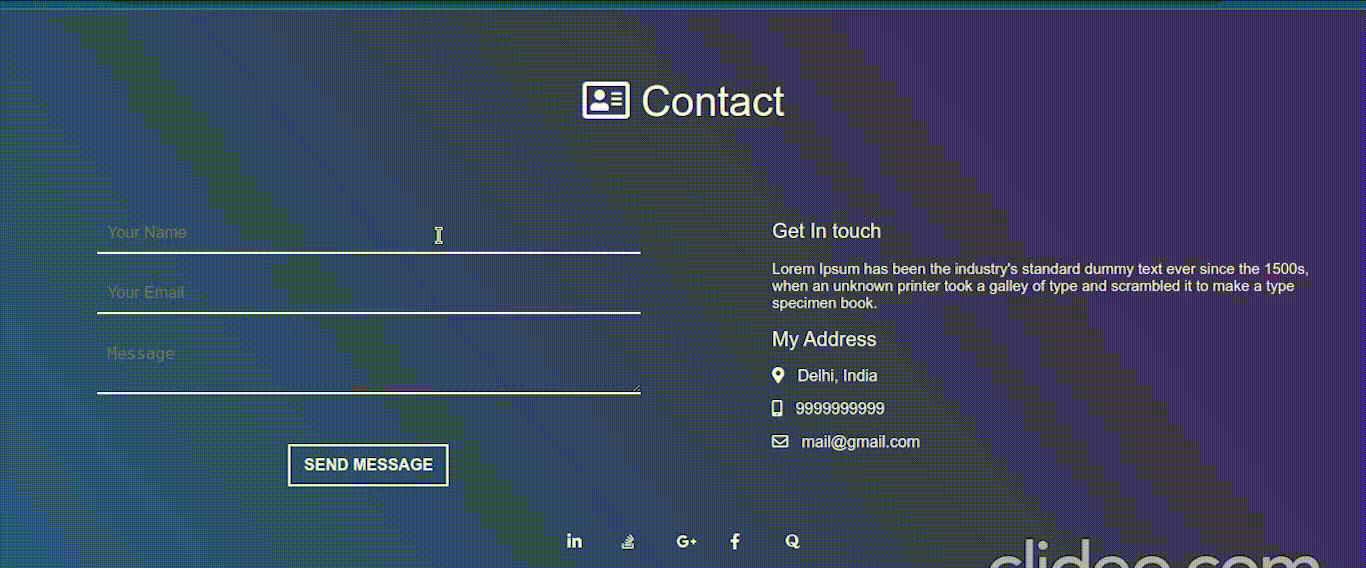 Contact
Your Name
Your Email
Message
SEND MESSAGE
Get In touch
Lorem Ipsum has been the industry's standard dummy text ever since the 1500s,
when an unknown printer took a galley of type and scrambled it to make a type
specimen book.
My Address
Delhi, India
9999999999
mail@gmail.com
in G+ f Q
clideo.com